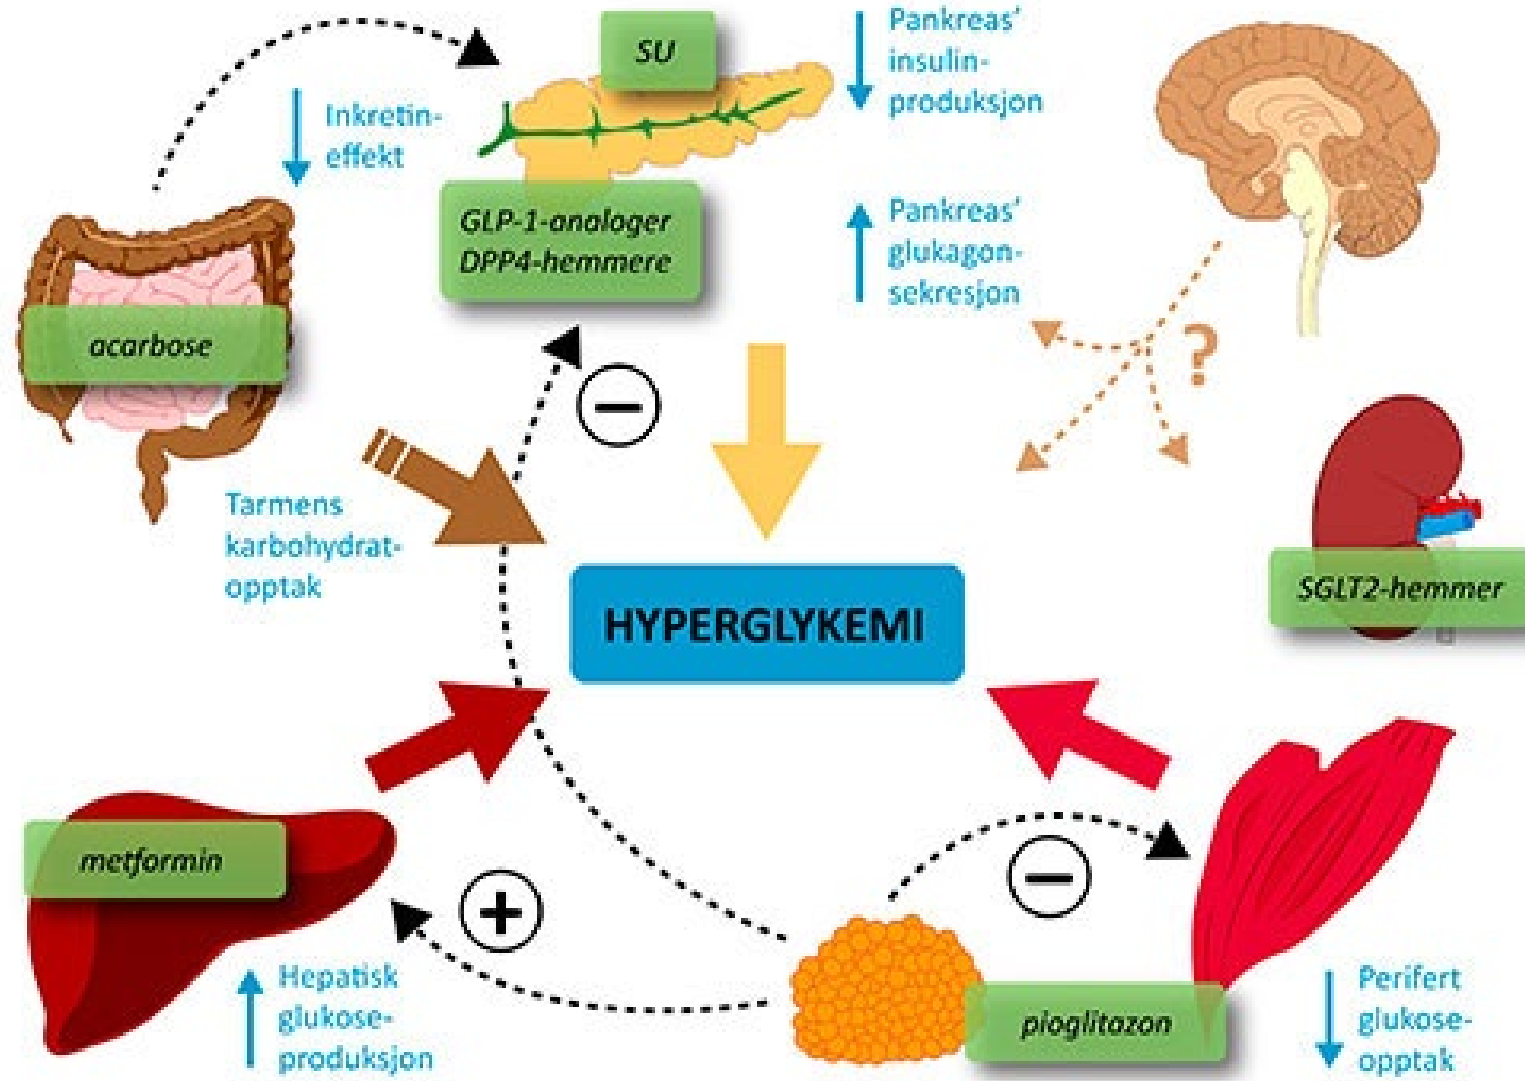 SU
Pankreas’
insulin-
produksjon
Inkretin-
effekt
GLP-1-analoger
DPP4-hemmere
Pankreas’
glukagon-
sekresjon
acarbose
?
−
Tarmens
karbohydrat-
opptak
SGLT2-hemmer
HYPERGLYKEMI
metformin
+
−
Hepatisk
glukose-
produksjon
pioglitazon
Perifert
glukose-
opptak